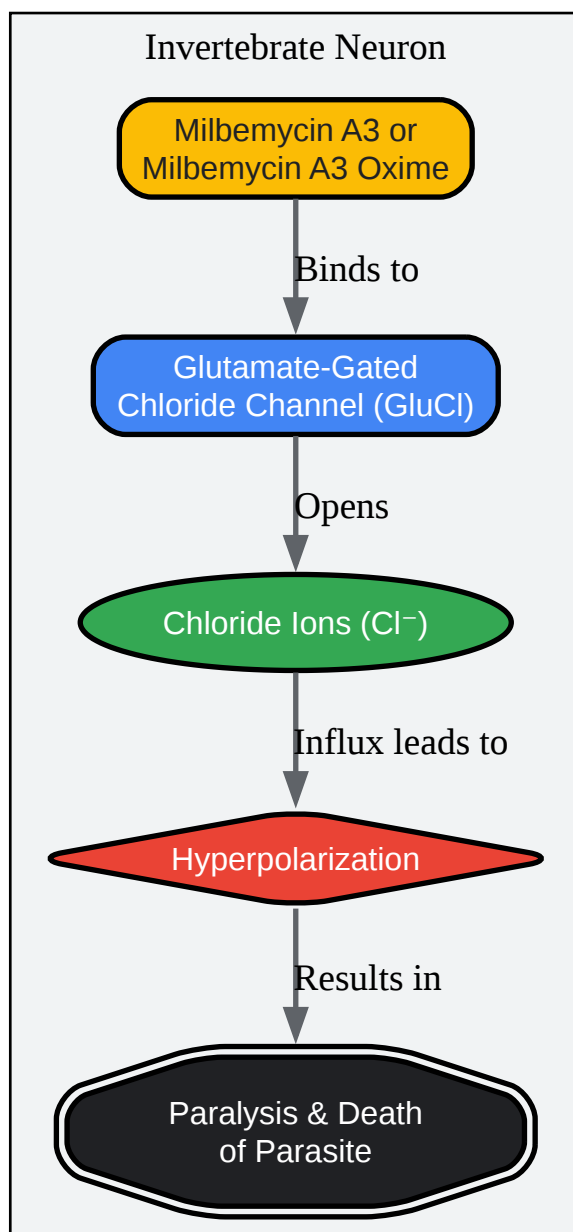 Invertebrate Neuron
Milbemycin A3 or
Milbemycin A3 Oxime
Binds to
Glutamate-Gated
Chloride Channel (GluCl)
Opens
Chloride Ions (Cl⁻)
Influx leads to
Hyperpolarization
Results in
Paralysis & Death
of Parasite